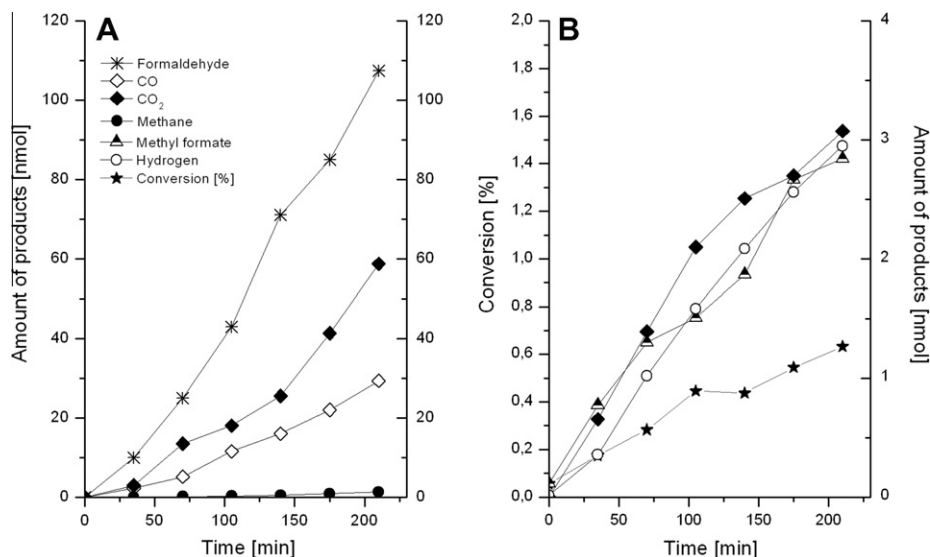 A
Amount of products [nmol]
120
100
80
60
40
20
0
Formaldehyde
CO
CO₂
Methane
Methyl formate
Hydrogen
Conversion [%]
120
100
80
60
40
20
0
0 50 100 150 200
Time [min]
B
Conversion [%]
2,0
1,8
1,6
1,4
1,2
1,0
0,8
0,6
0,4
0,2
0,0
4
3
2
1
0
Amount of products [nmol]
0 50 100 150 200
Time [min]